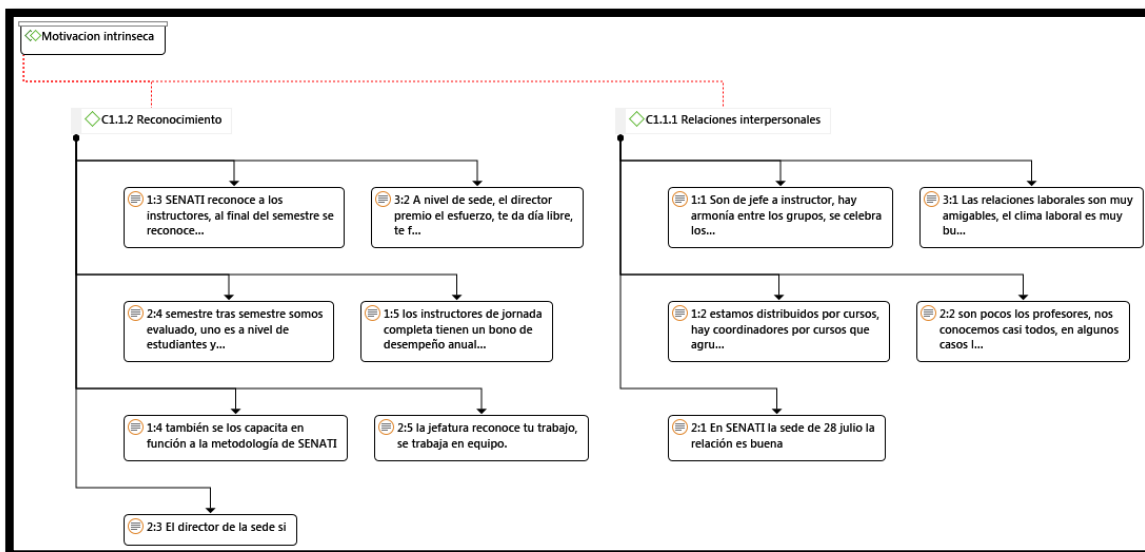 Motivacion intrinseca
C1.1.2 Reconocimiento
C1.1.1 Relaciones interpersonales
1:3 SENATI reconoce a los
instructores, al final del semestre se
reconoce...
3:2 A nivel de sede, el director
premio el esfuerzo, te da día libre,
te f...
1:1 Son de jefe a instructor, hay
armonía entre los grupos, se celebra
los...
3:1 Las relaciones laborales son muy
amigables, el clima laboral es muy
bu...
2:4 semestre tras semestre somos
evaluado, uno es a nivel de
estudiantes y...
1:5 los instructores de jornada
completa tienen un bono de
desempeño anual...
1:2 estamos distribuidos por cursos,
hay coordinadores por cursos que
agru...
2:2 son pocos los profesores, nos
conocemos casi todos, en algunos
casos l...
1:4 también se los capacita en
función a la metodología de SENATI
2:5 la jefatura reconoce tu trabajo,
se trabaja en equipo.
2:1 En SENATI la sede de 28 julio la
relación es buena
2:3 El director de la sede si